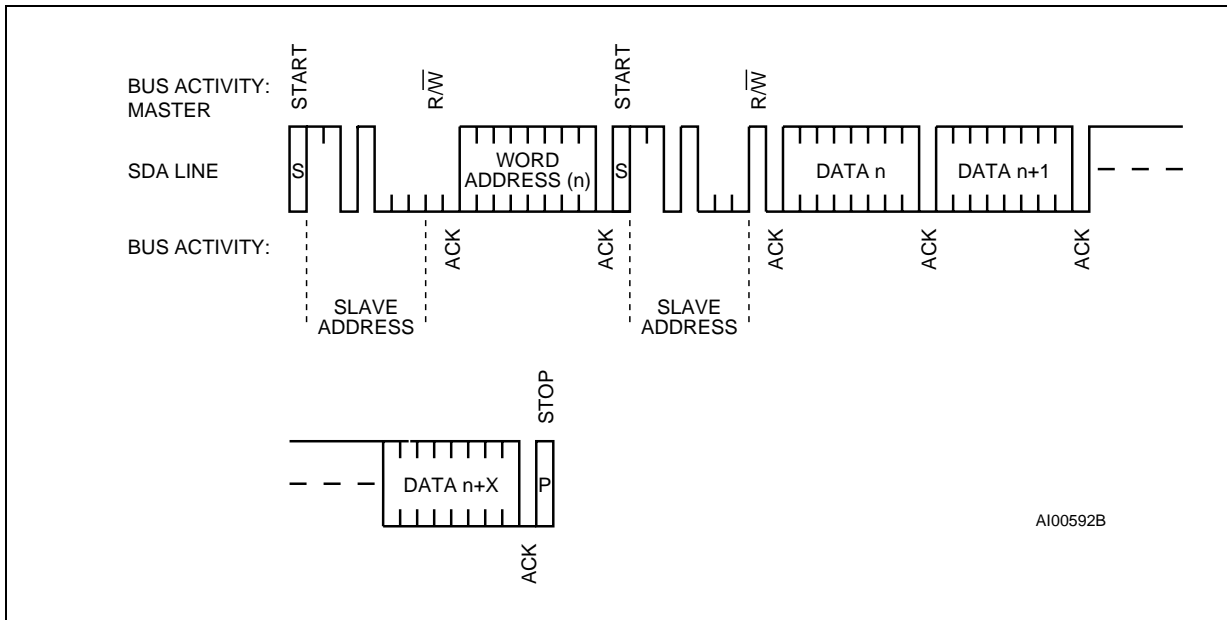 BUS ACTIVITY:
MASTER
START
R/W
START
R/W
SDA LINE
S
WORD
ADDRESS (n)
S
DATA n
DATA n+1
BUS ACTIVITY:
ACK
ACK
ACK
ACK
ACK
SLAVE
ADDRESS
SLAVE
ADDRESS
STOP
DATA n+X
P
ACK
AI00592B